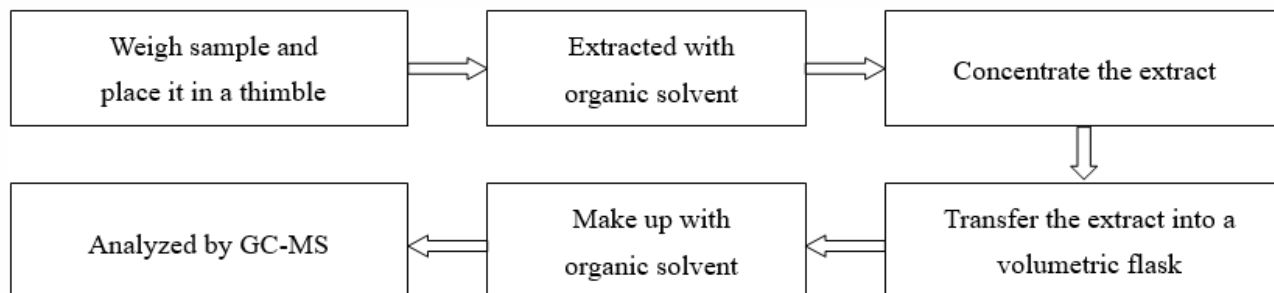 Weigh sample and
place it in a thimble
Extracted with
organic solvent
Concentrate the extract
Transfer the extract into a
volumetric flask
Make up with
organic solvent
Analyzed by GC-MS